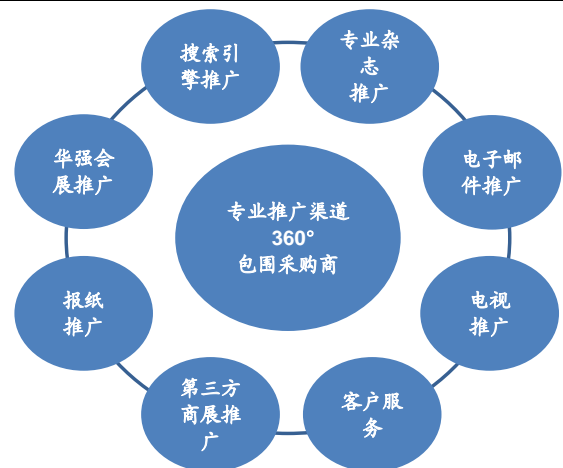 搜索引
擎推广
专业杂
志
推广
电子邮
件推广
电视
推广
客户服
务
第三方
商展推
广
报纸
推广
华强会
展推广
专业推广渠道
360°
包围采购商